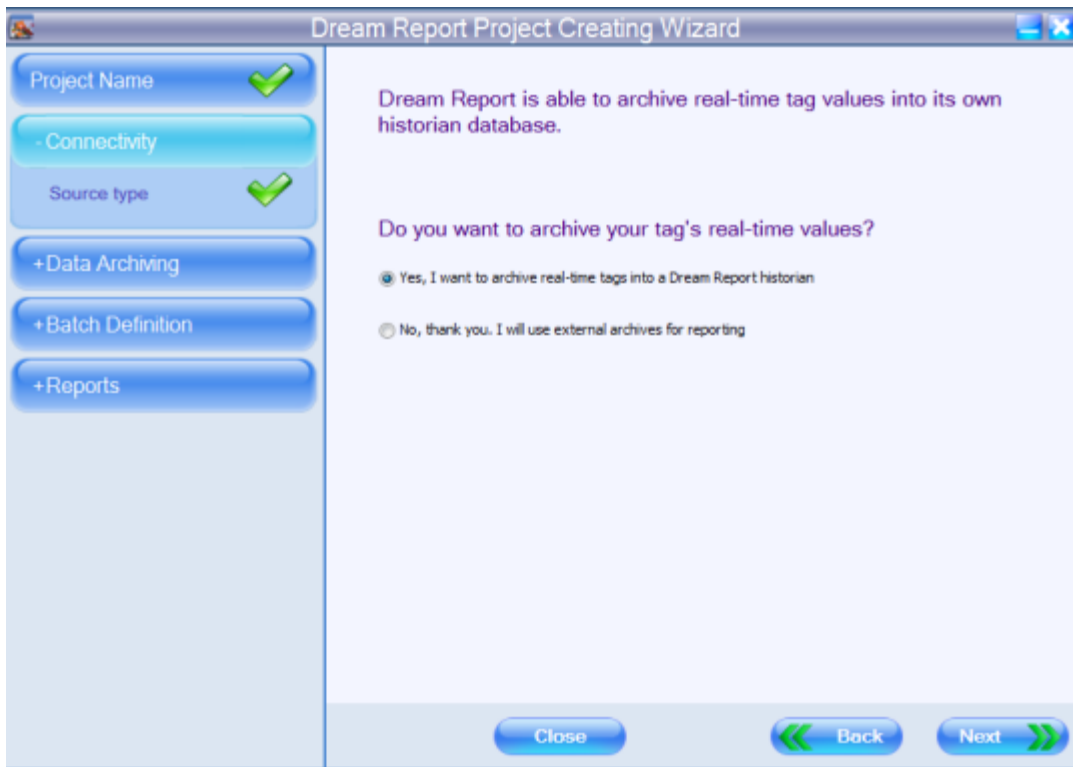 Dream Report Project Creating Wizard
Project Name
- Connectivity
Source type
+Data Archiving
+Batch Definition
+Reports
Dream Report is able to archive real-time tag values into its own
historian database.
Do you want to archive your tag's real-time values?
Yes, I want to archive real-time tags into a Dream Report historian
No, thank you. I will use external archives for reporting
Close
Back
Next